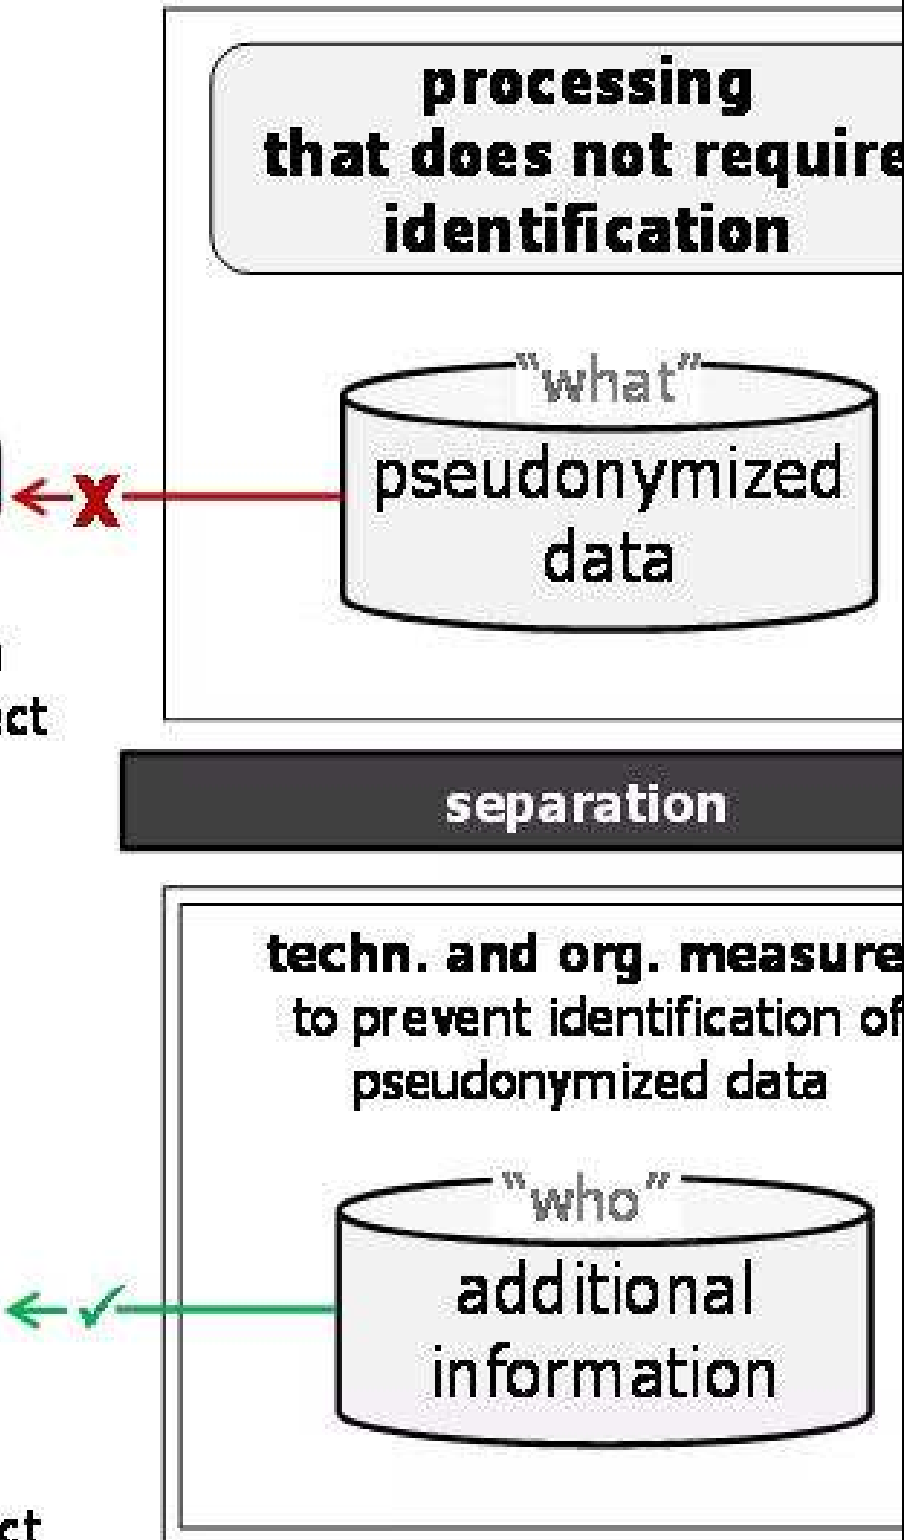 processing
that does not require
identification
“what”
pseudonymized
data
X
separation
techn. and org. measure
to prevent identification of
pseudonymized data
“who”
additional
information